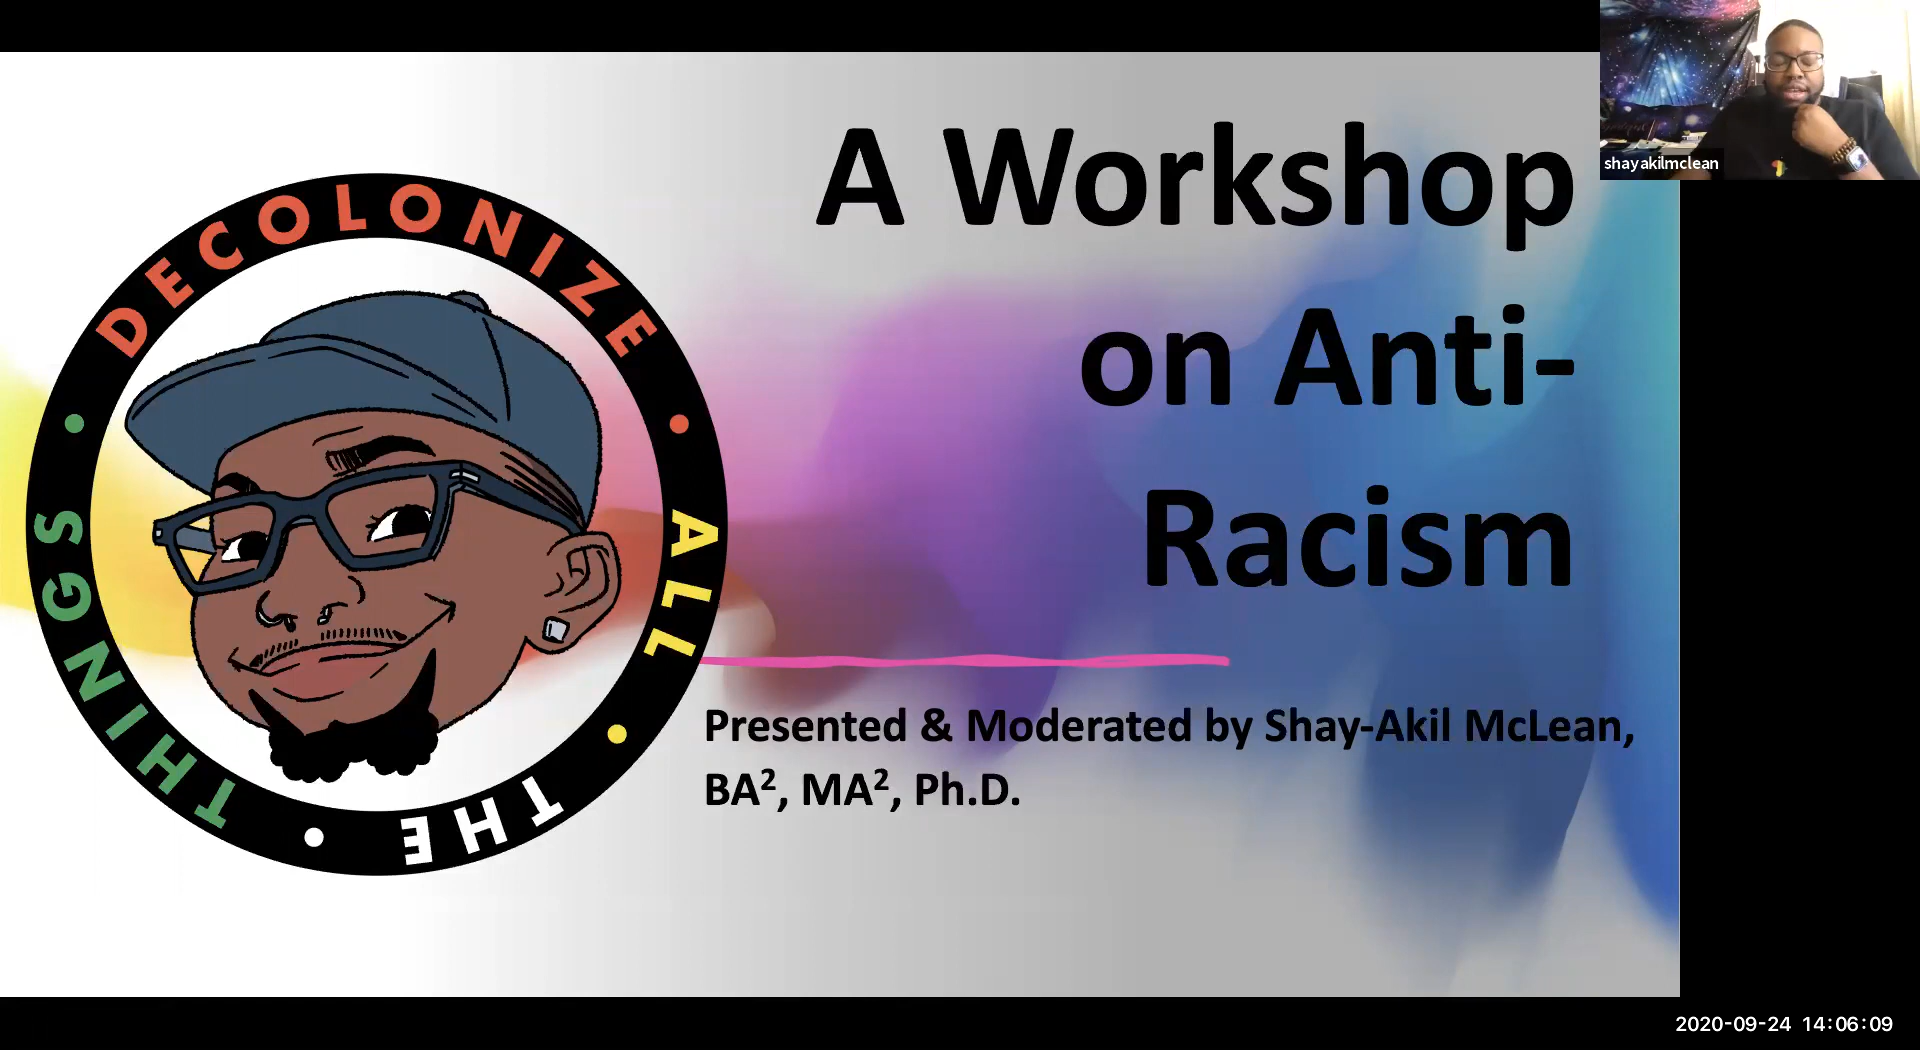 A Workshop
on Anti-
Racism
Presented & Moderated by Shay-Akil McLean,
BA², MA², Ph.D.
DECOLONIZE • ALL • THE • THINGS •
shayakilmclean
2020-09-24 14:06:09